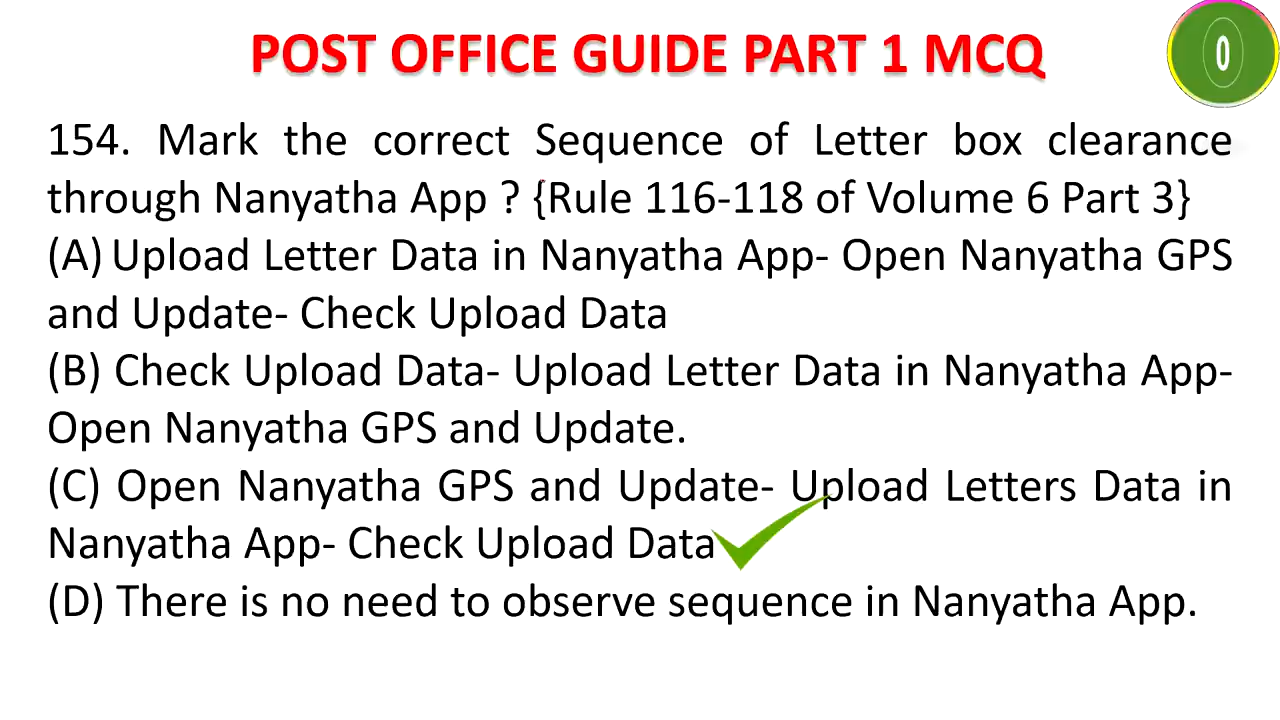 POST OFFICE GUIDE PART 1 MCQ
0
154. Mark the correct Sequence of Letter box clearance
through Nanyatha App ? {Rule 116-118 of Volume 6 Part 3}
(A) Upload Letter Data in Nanyatha App- Open Nanyatha GPS
and Update- Check Upload Data
(B) Check Upload Data- Upload Letter Data in Nanyatha App-
Open Nanyatha GPS and Update.
(C) Open Nanyatha GPS and Update- Upload Letters Data in
Nanyatha App- Check Upload Data
(D) There is no need to observe sequence in Nanyatha App.